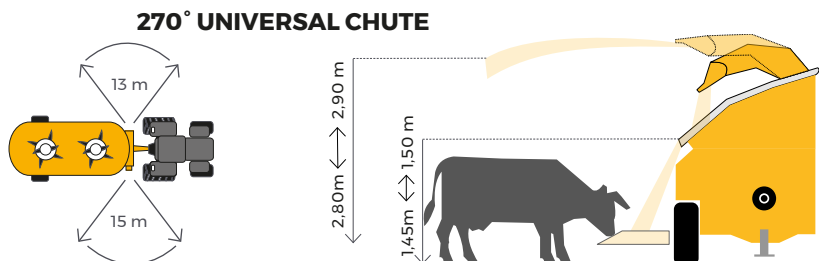 270° UNIVERSAL CHUTE
13 m
15 m
2,80m ↔ 2,90 m
1,45m ↔ 1,50 m